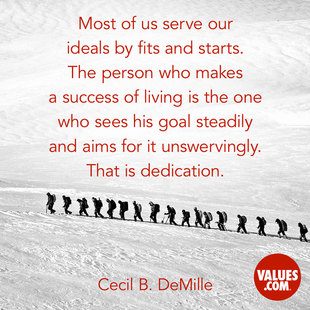 Most of us serve our
ideals by fits and starts.
The person who makes
a success of living is the one
who sees his goal steadily
and aims for it unswervingly.
That is dedication.
Cecil B. DeMille
VALUES
.COM®